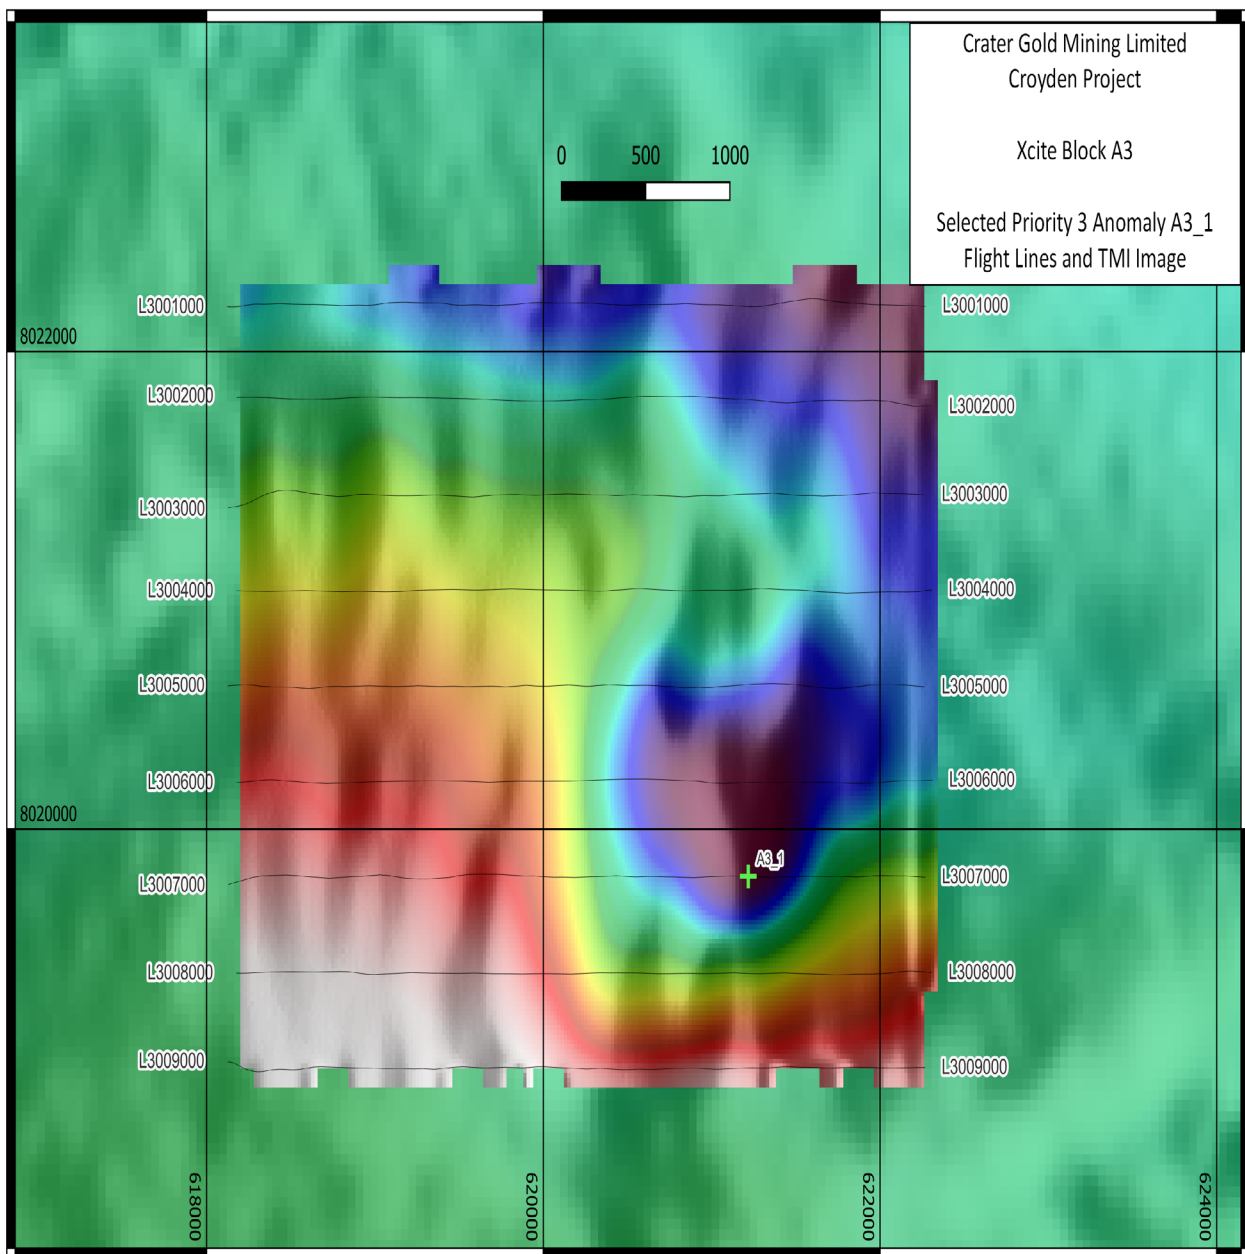 Crater Gold Mining Limited
Croyden Project
Xcite Block A3
Selected Priority 3 Anomaly A3_1
Flight Lines and TMI Image
0 500 1000
L3001000 L3001000
8022000
L3002000 L3002000
L3003000 L3003000
L3004000 L3004000
L3005000 L3005000
L3006000 L3006000
8020000
A3_1
L3007000 L3007000
L3008000 L3008000
L3009000 L3009000
618000 620000 622000 624000